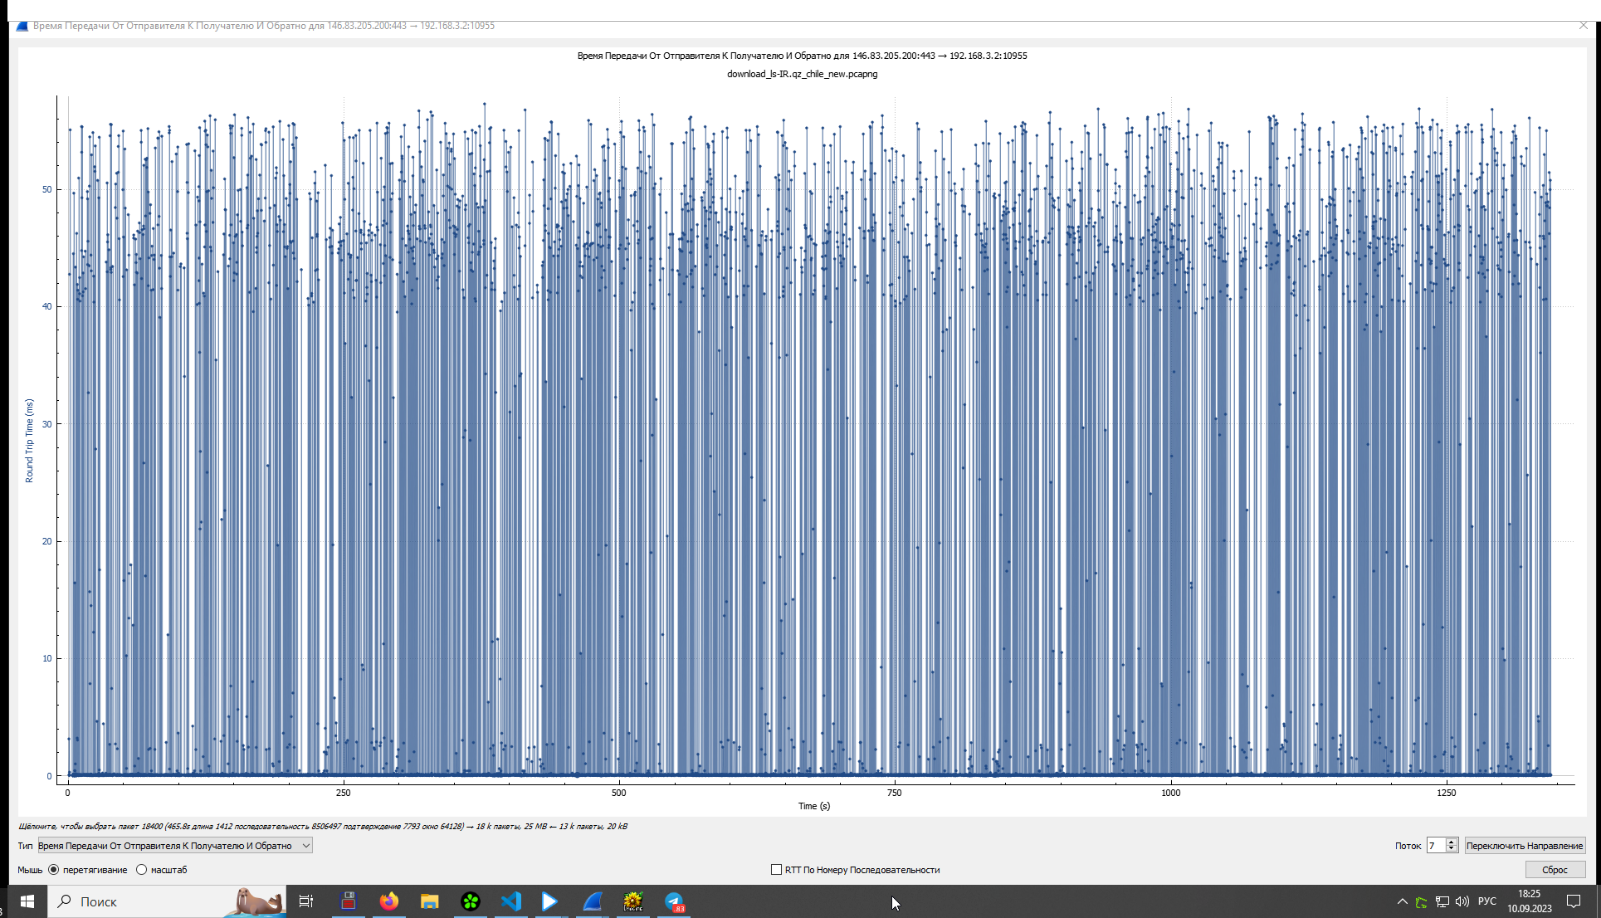 Время Передачи От Отправителя К Получателю И Обратно для 146.83.205.200:443 → 192.168.3.2:10955
Время Передачи От Отправителя К Получателю И Обратно для 146.83.205.200:443 → 192.168.3.2:10955
download_ls-lR.gz_chile_new.pcapng
Round Trip Time (ms)
50
40
30
20
10
0
0 250 500 750 1000 1250
Time (s)
Щёлкните, чтобы выбрать пакет 18400 (465.8s длина 1412 последовательность 8506497 подтверждение 7793 окно 64128) → 18 k пакеты, 25 MB ← 13 k пакеты, 20 kB
Тип Время Передачи От Отправителя К Получателю И Обратно
Поток 7 Переключить Направление
Мышь перетягивание масштаб
RTT По Номеру Последовательности
Сброс
Поиск
83
РУС
18:25
10.09.2023